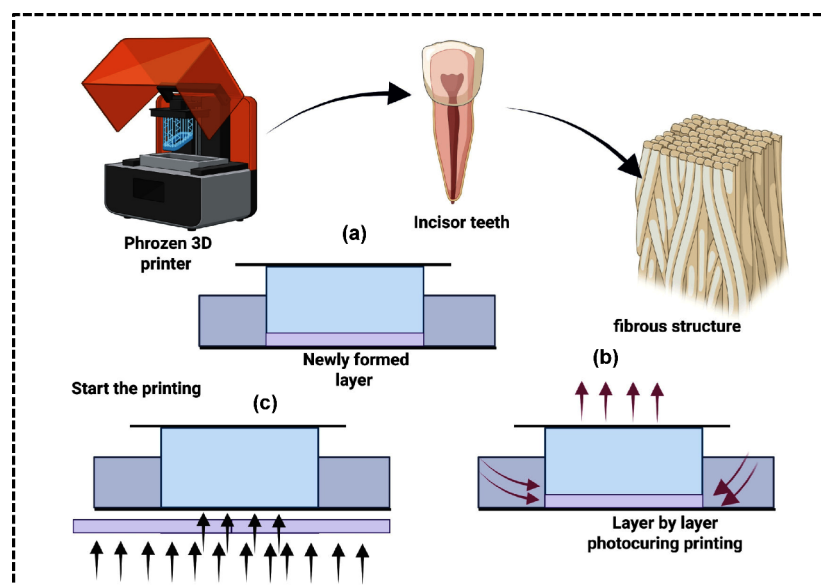 Phrozen 3D
printer
Incisor teeth
fibrous structure
(a)
Newly formed
layer
(b)
Start the printing
(c)
Layer by layer
photocuring printing